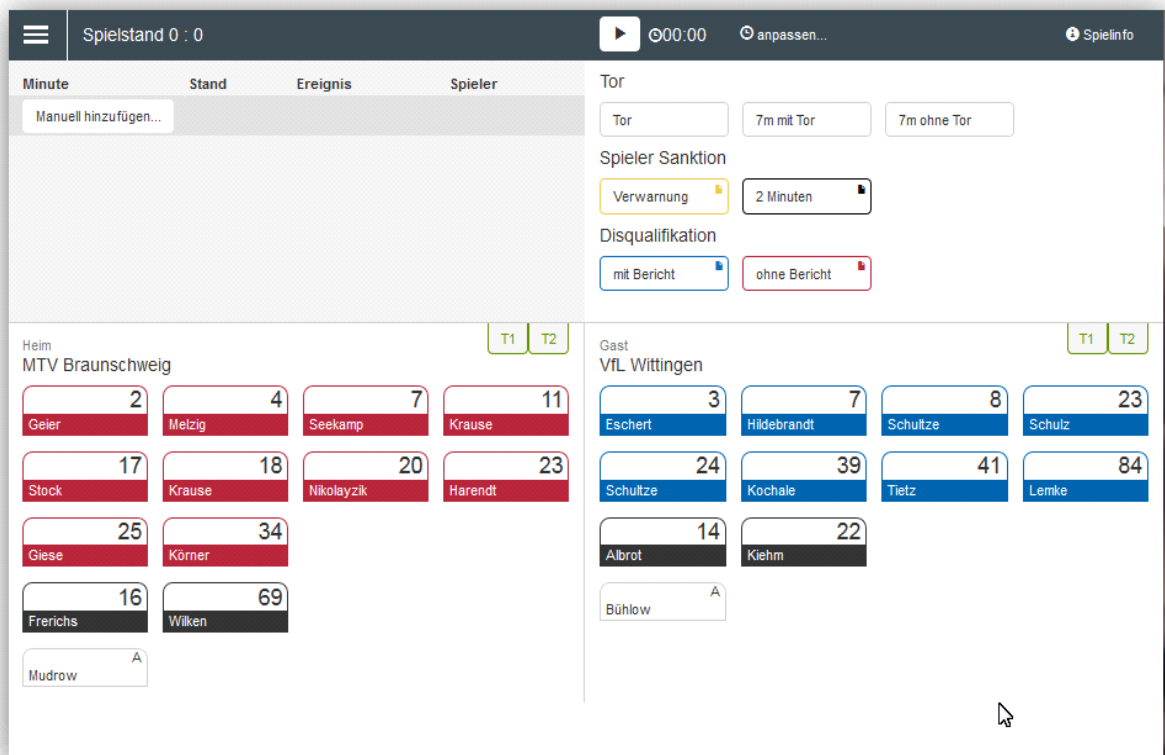 Spielstand 0 : 0
00:00 anpassen... Spielinfo
Minute Stand Ereignis Spieler
Manuell hinzufügen...
Tor
Tor 7m mit Tor 7m ohne Tor
Spieler Sanktion
Verwarnung 2 Minuten
Disqualifikation
mit Bericht ohne Bericht
Heim
MTV Braunschweig
T1 T2
2 4 7 11
Geier Melzig Seekamp Krause
17 18 20 23
Stock Krause Nikolayzik Harendt
25 34
Giese Körner
16 69
Frerichs Wilken
A
Mudrow
Gast
VfL Wittingen
T1 T2
3 7 8 23
Eschert Hildebrandt Schultze Schulz
24 39 41 84
Schultze Kochale Tietz Lemke
14 22
Albrot Kiehm
A
Bühlow